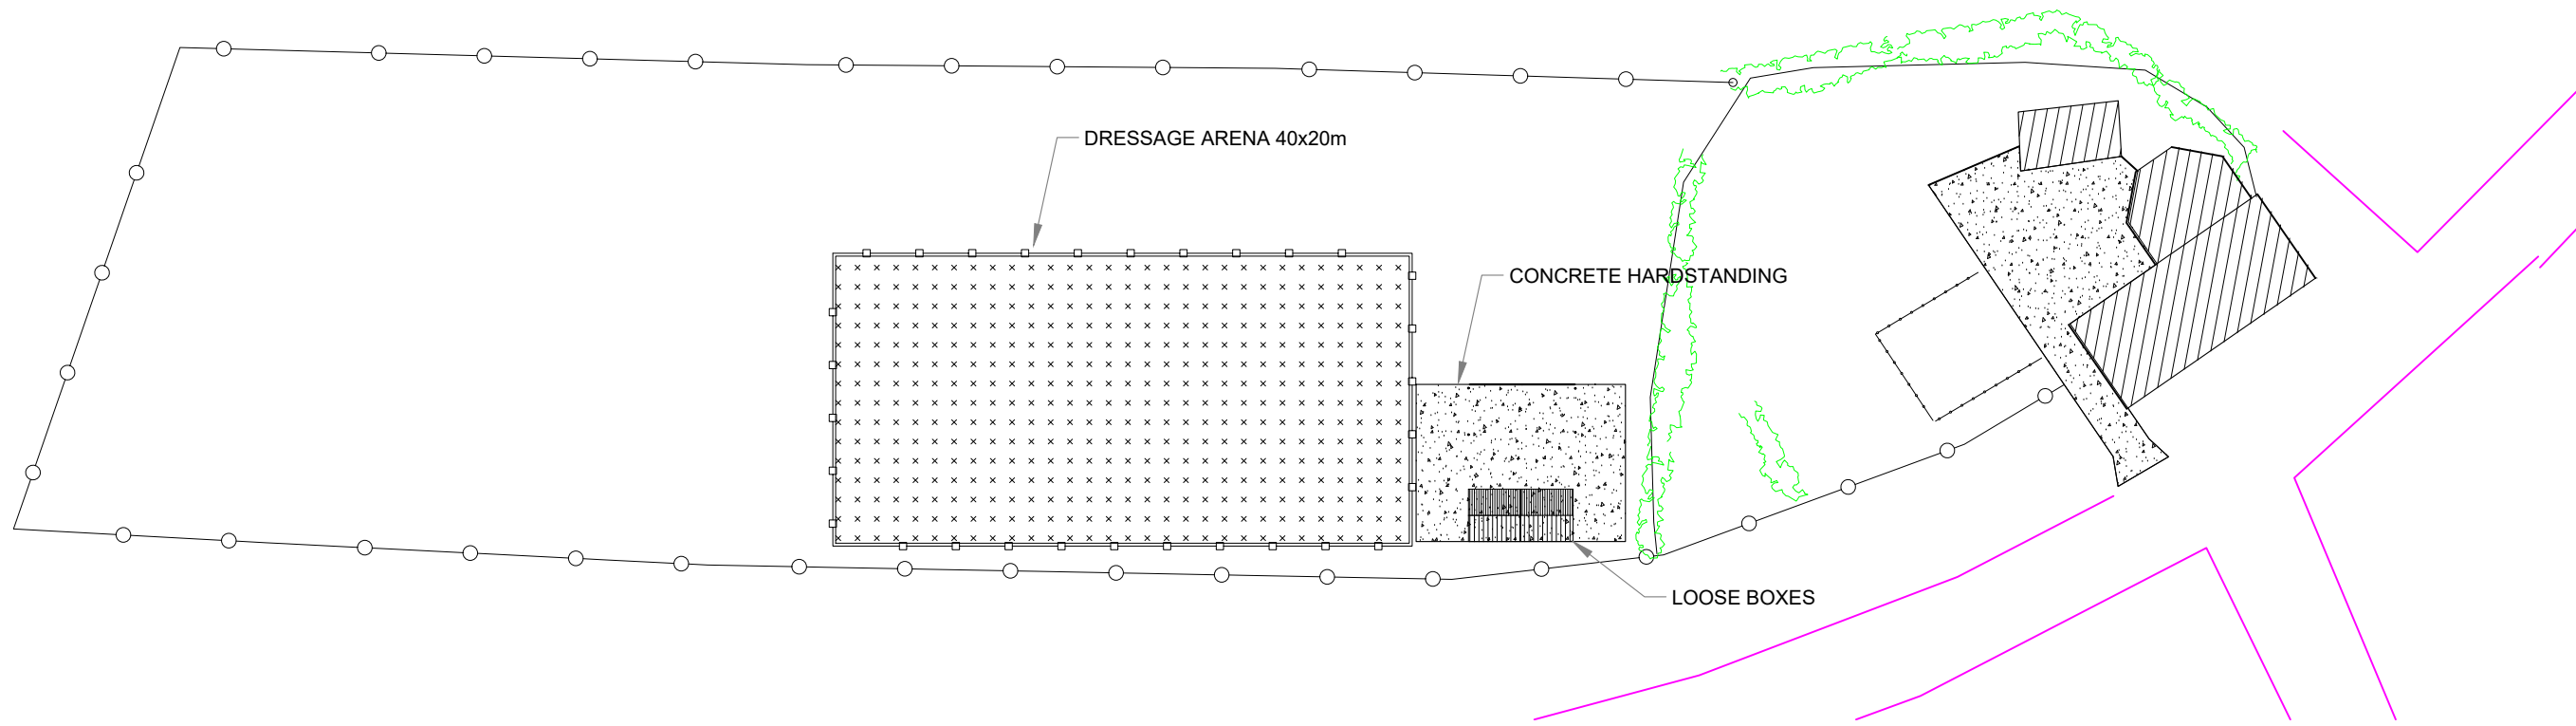 DRESSAGE ARENA 40x20m
CONCRETE HARDSTANDING
LOOSE BOXES